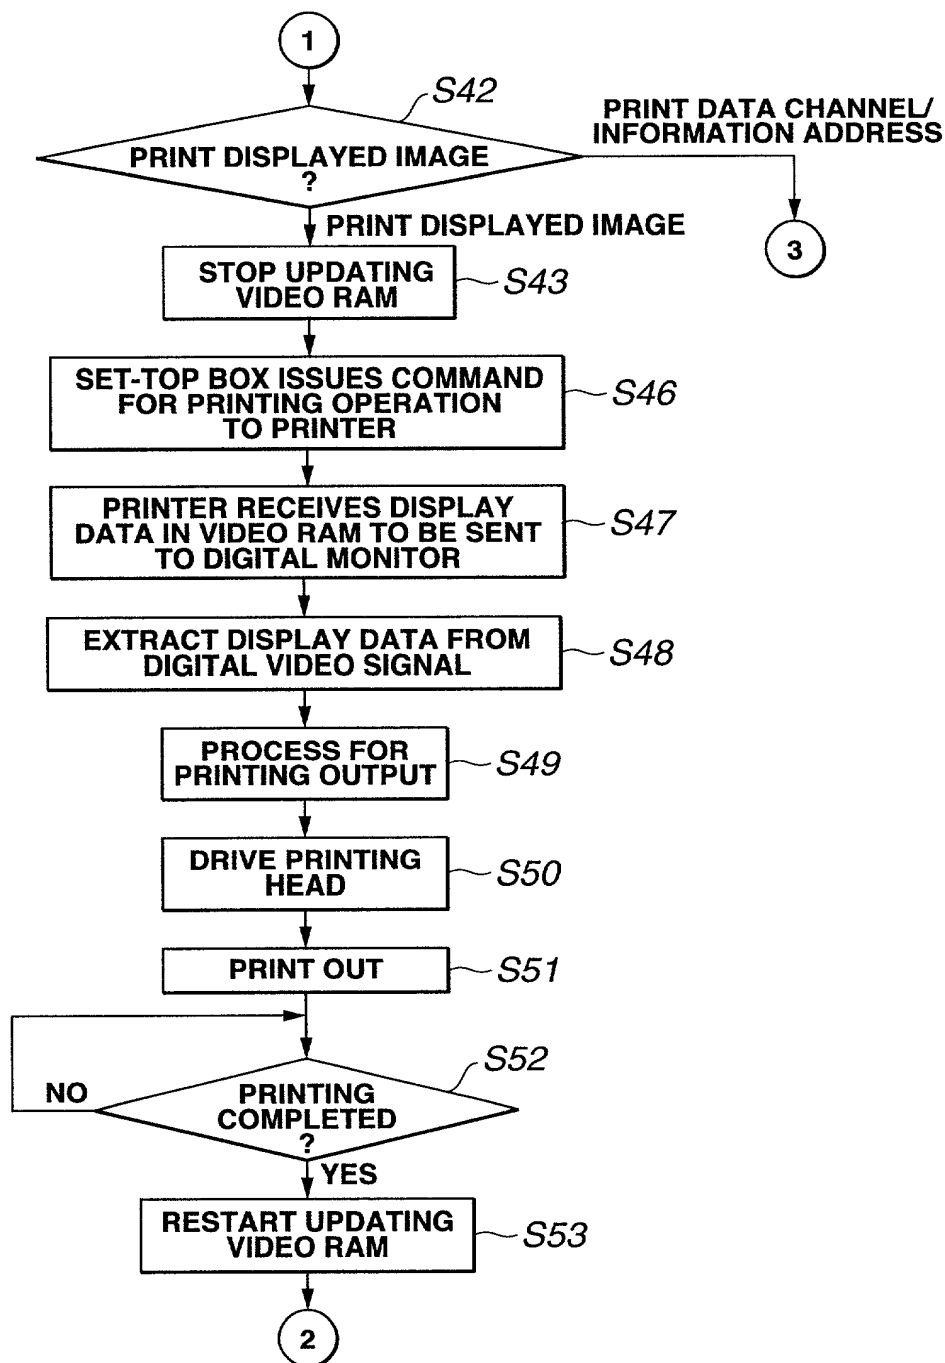 1
S42
PRINT DATA CHANNEL/
INFORMATION ADDRESS
PRINT DISPLAYED IMAGE
?
PRINT DISPLAYED IMAGE
3
STOP UPDATING
VIDEO RAM
S43
SET-TOP BOX ISSUES COMMAND
FOR PRINTING OPERATION
TO PRINTER
S46
PRINTER RECEIVES DISPLAY
DATA IN VIDEO RAM TO BE SENT
TO DIGITAL MONITOR
S47
EXTRACT DISPLAY DATA FROM
DIGITAL VIDEO SIGNAL
S48
PROCESS FOR
PRINTING OUTPUT
S49
DRIVE PRINTING
HEAD
S50
PRINT OUT
S51
S52
NO
PRINTING
COMPLETED
?
YES
RESTART UPDATING
VIDEO RAM
S53
2